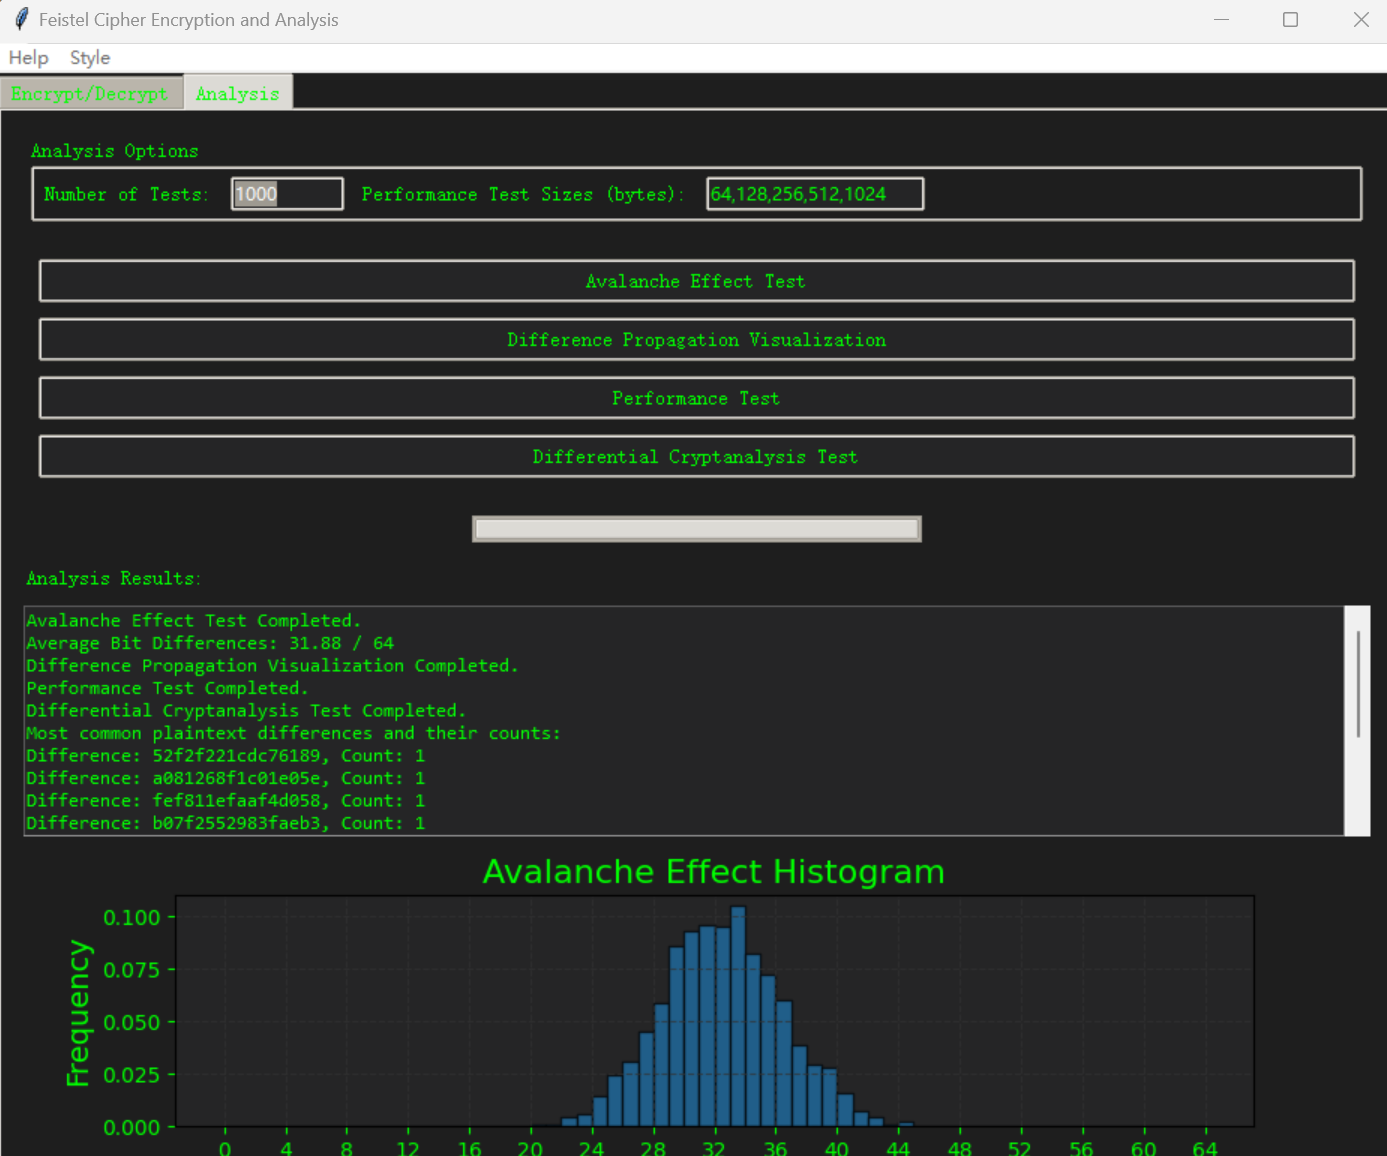 Feistel Cipher Encryption and Analysis
Help Style
Encrypt/Decrypt Analysis
Analysis Options
Number of Tests: 1000 Performance Test Sizes (bytes): 64,128,256,512,1024
Avalanche Effect Test
Difference Propagation Visualization
Performance Test
Differential Cryptanalysis Test
Analysis Results:
Avalanche Effect Test Completed.
Average Bit Differences: 31.88 / 64
Difference Propagation Visualization Completed.
Performance Test Completed.
Differential Cryptanalysis Test Completed.
Most common plaintext differences and their counts:
Difference: 52f2f221cdc76189, Count: 1
Difference: a081268f1c01e05e, Count: 1
Difference: fef811efaaf4d058, Count: 1
Difference: b07f2552983faeb3, Count: 1
Avalanche Effect Histogram
Frequency
0.100
0.075
0.050
0.025
0.000
0 4 8 12 16 20 24 28 32 36 40 44 48 52 56 60 64